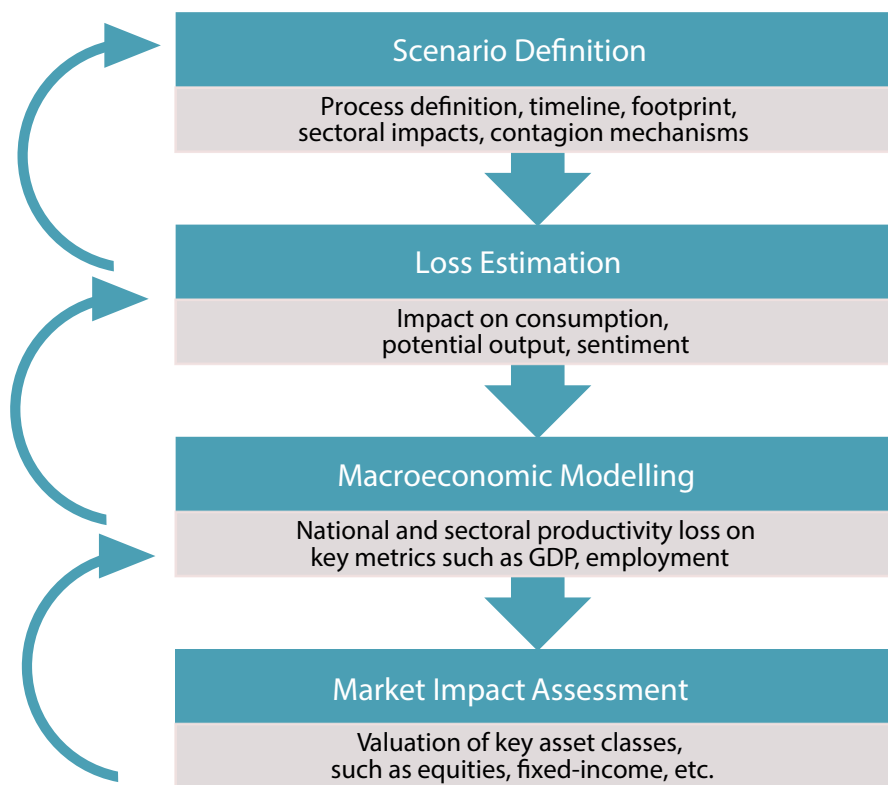 Scenario Definition
Process definition, timeline, footprint,
sectoral impacts, contagion mechanisms
Loss Estimation
Impact on consumption,
potential output, sentiment
Macroeconomic Modelling
National and sectoral productivity loss on
key metrics such as GDP, employment
Market Impact Assessment
Valuation of key asset classes,
such as equities, fixed-income, etc.